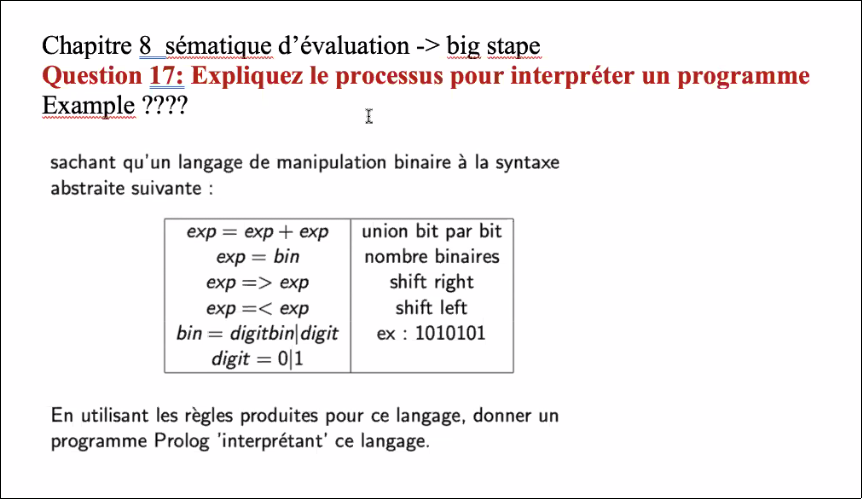 Chapitre 8 sématique d'évaluation -> big stape
Question 17: Expliquez le processus pour interpréter un programme
Example ????
sachant qu'un langage de manipulation binaire à la syntaxe
abstraite suivante :
exp = exp + exp union bit par bit
exp = bin nombre binaires
exp => exp shift right
exp =< exp shift left
bin = digitbin|digit ex : 1010101
digit = 0|1
En utilisant les règles produites pour ce langage, donner un
programme Prolog 'interprétant' ce langage.